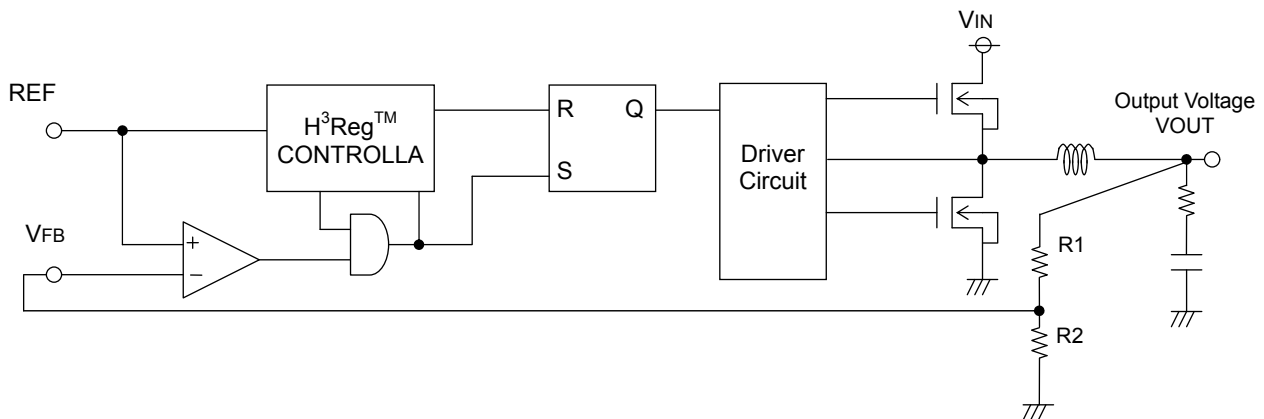 VIN
REF
Output Voltage
VOUT
H³Reg™
CONTROLLA
R
Q
S
Driver
Circuit
VFB
+
−
R1
R2